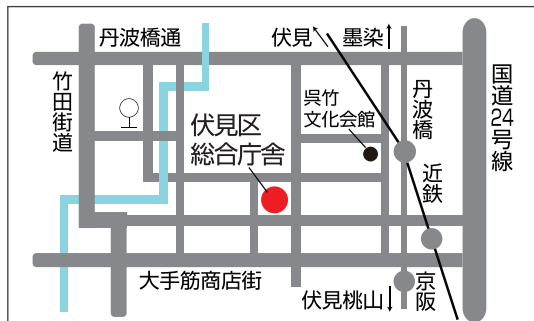 丹波橋通
伏見
墨染
竹田街道
国道24号線
呉竹
文化会館
丹波橋
伏見区
総合庁舎
近鉄
大手筋商店街
伏見桃山
京阪